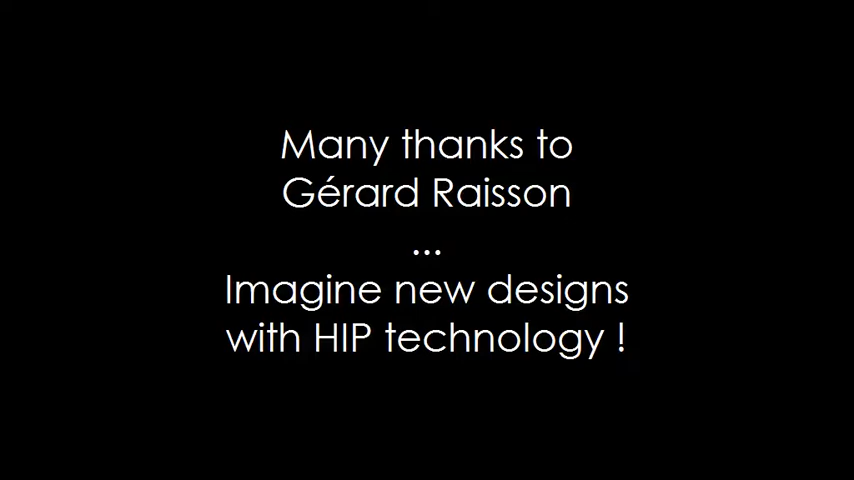 Many thanks to
Gérard Raisson
...
Imagine new designs
with HIP technology !